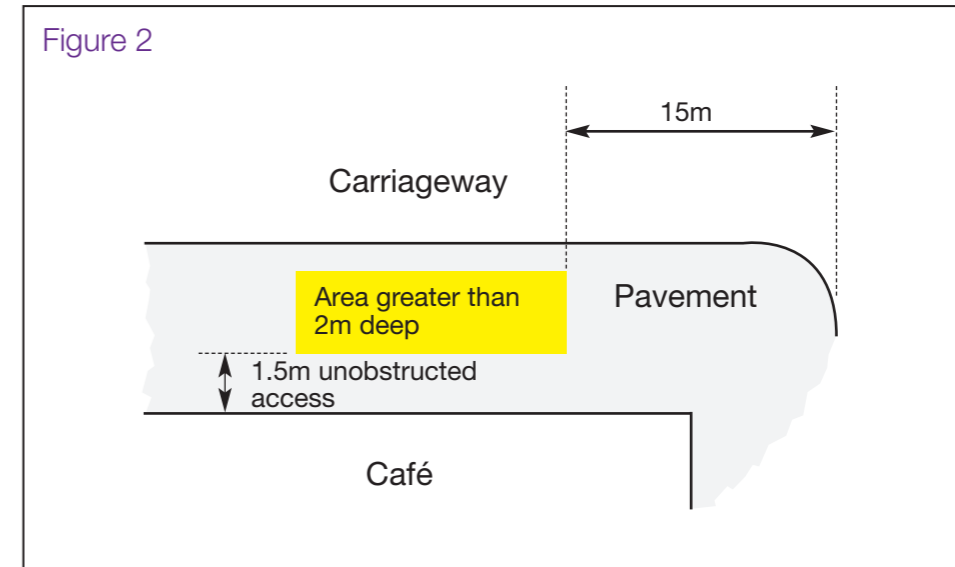 Figure 2
15m
Carriageway
Area greater than
2m deep
Pavement
1.5m unobstructed
access
Café